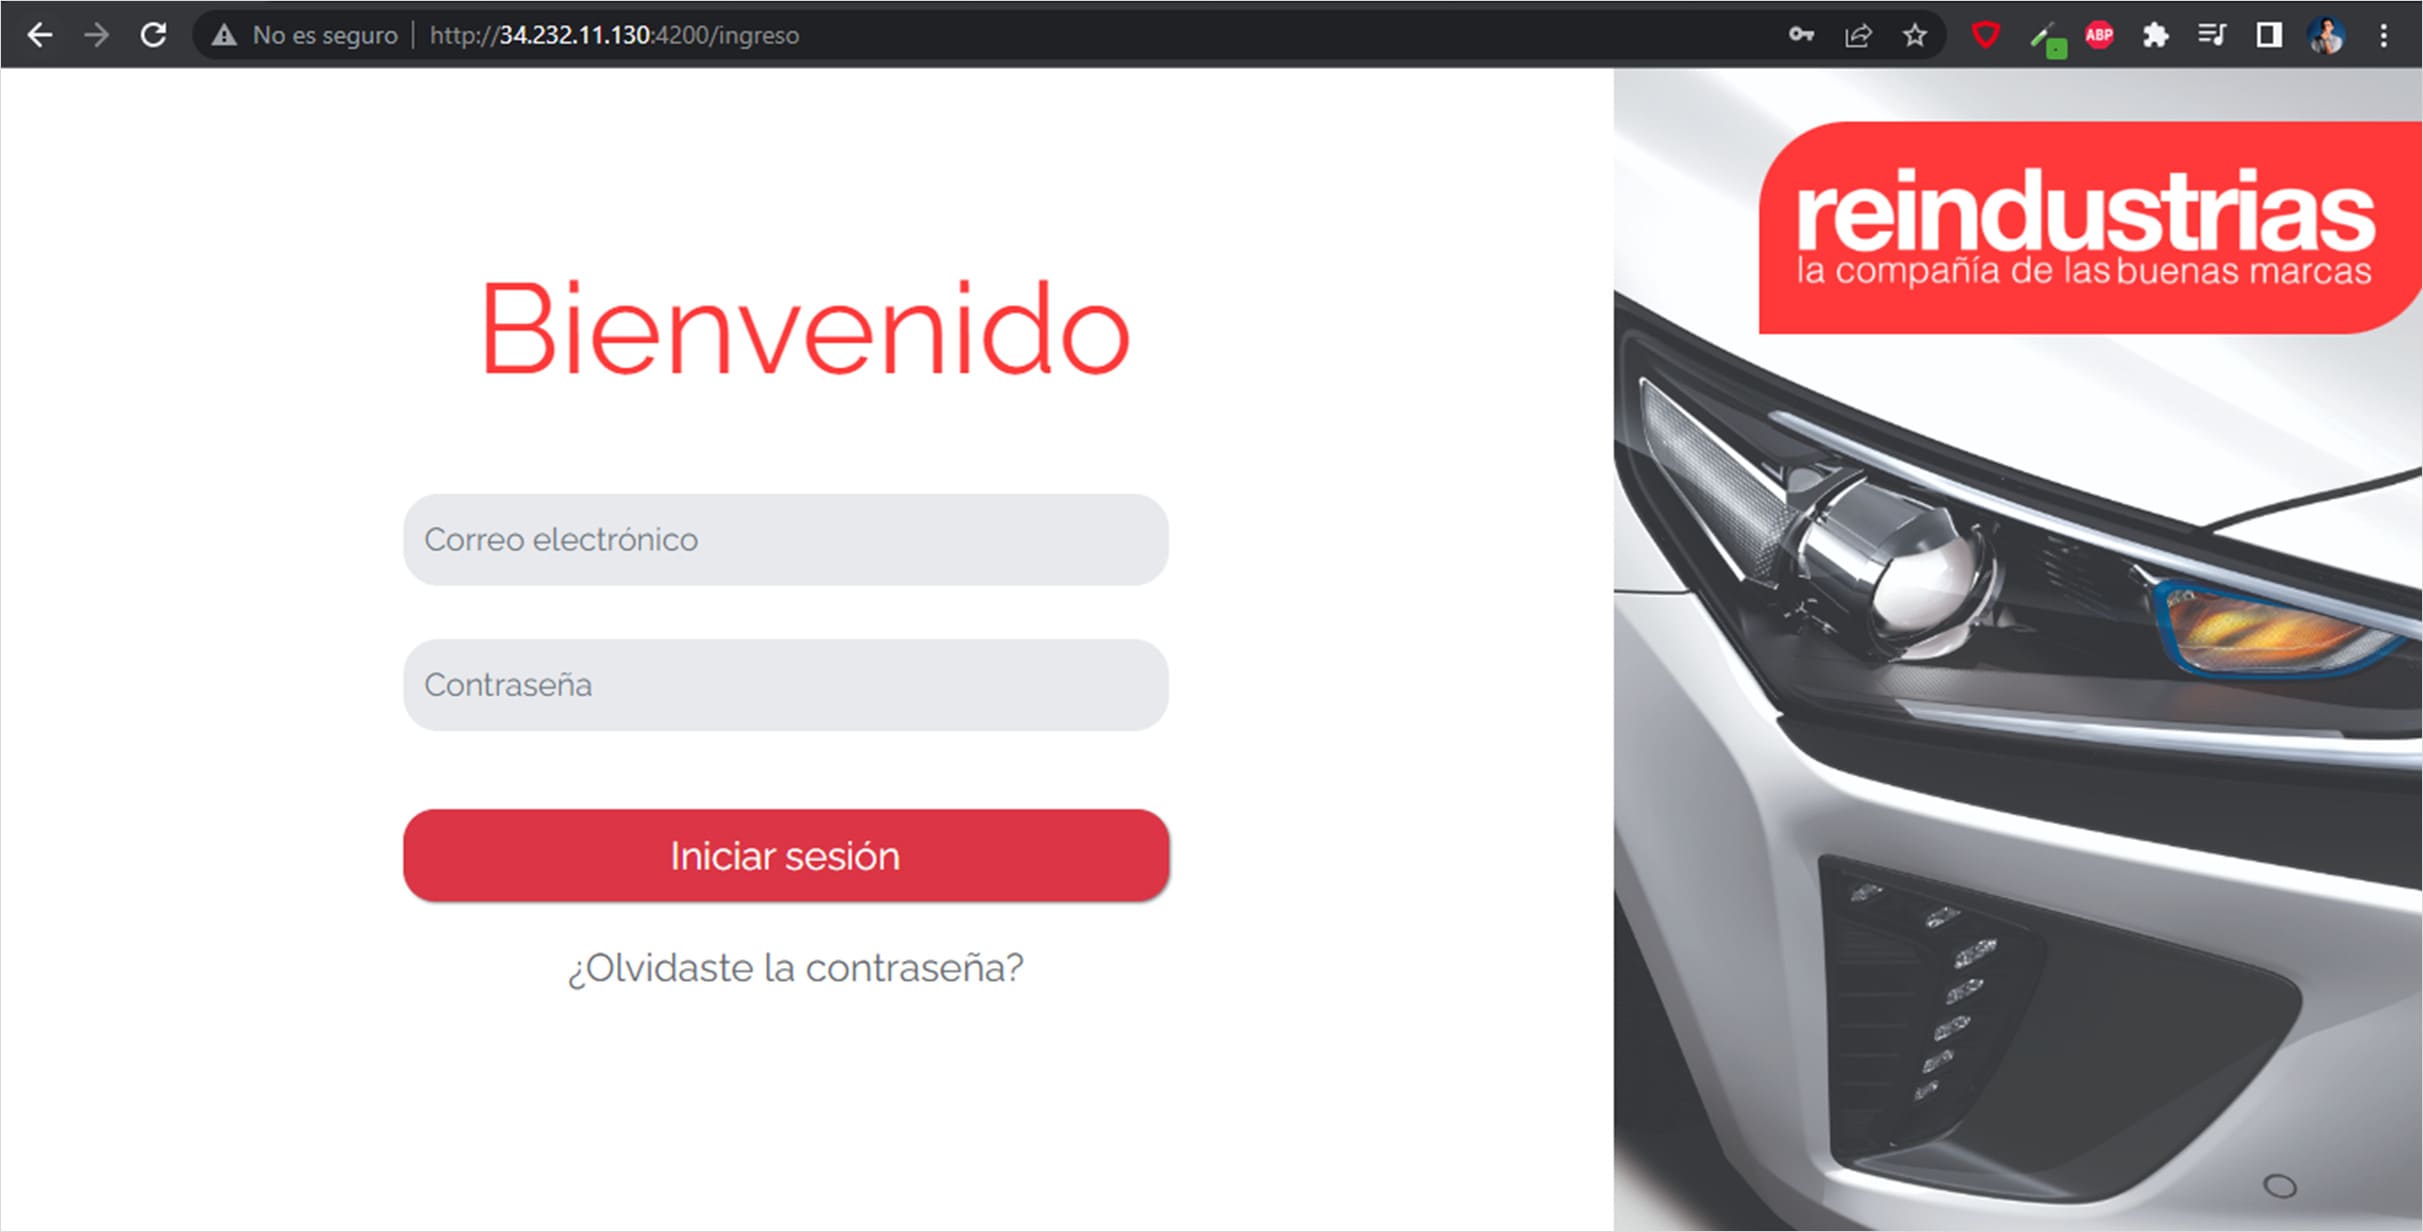 No es seguro | http://34.232.11.130:4200/ingreso
ABP
reindustrias
la compañía de las buenas marcas
Bienvenido
Correo electrónico
Contraseña
Iniciar sesión
¿Olvidaste la contraseña?